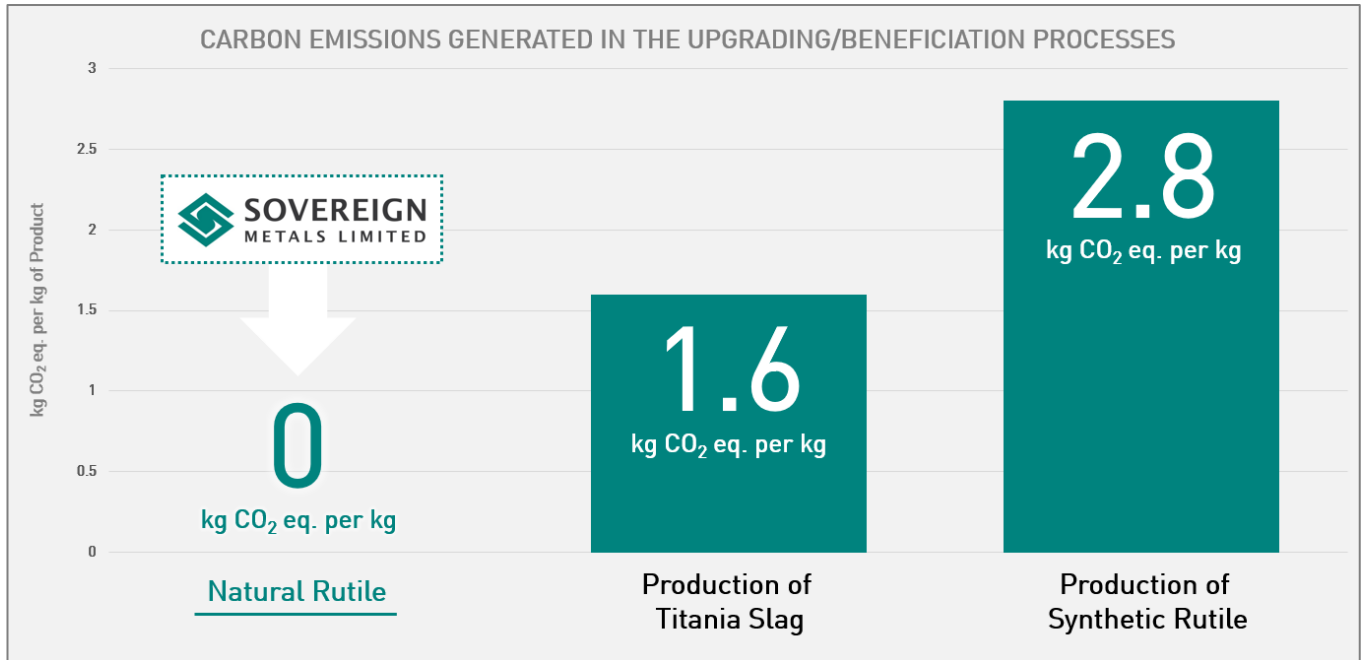 CARBON EMISSIONS GENERATED IN THE UPGRADING/BENEFICIATION PROCESSES
kg CO₂ eq. per kg of Product
3
2.5
2
1.5
1
0.5
0
SOVEREIGN
METALS LIMITED
0
kg CO₂ eq. per kg
Natural Rutile
1.6
kg CO₂ eq. per kg
Production of
Titania Slag
2.8
kg CO₂ eq. per kg
Production of
Synthetic Rutile